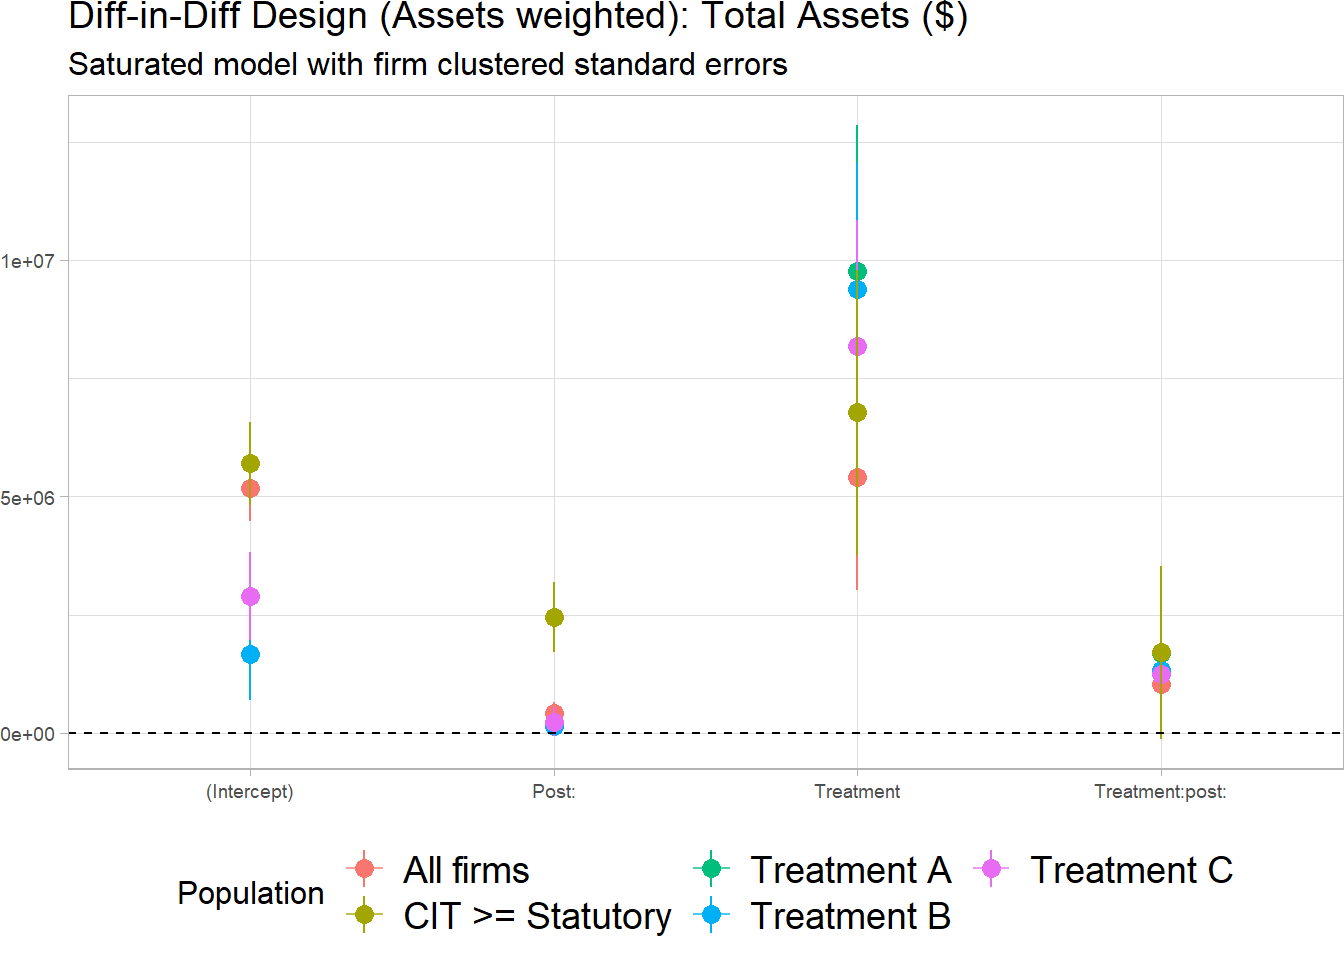 Diff-in-Diff Design (Assets weighted): Total Assets ($)
Saturated model with firm clustered standard errors
1e+07
5e+06
0e+00
(Intercept) Post: Treatment Treatment:post:
Population
All firms Treatment A Treatment C
CIT >= Statutory Treatment B